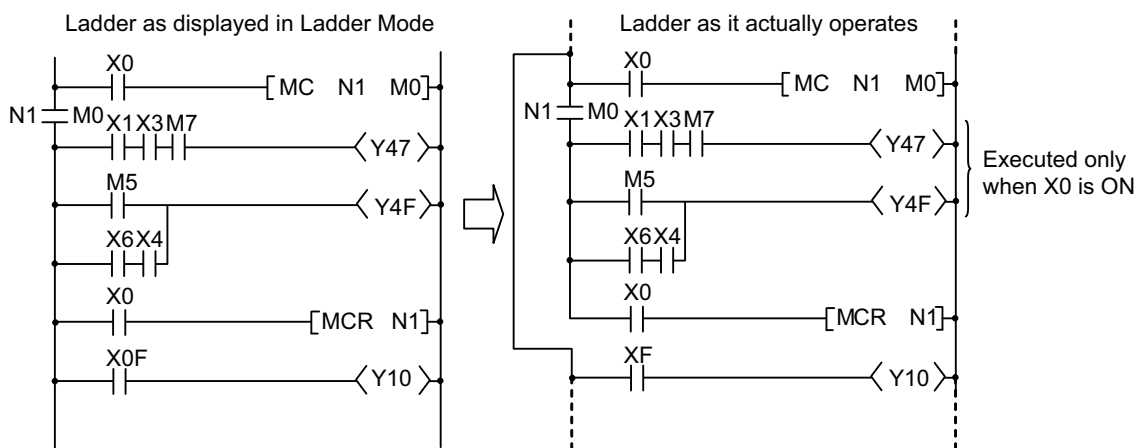 Ladder as displayed in Ladder Mode
X0
MC N1 M0
N1 M0
X1 X3 M7
Y47
M5
Y4F
X6 X4
X0
MCR N1
X0F
Y10
Ladder as it actually operates
X0
MC N1 M0
N1 M0
X1 X3 M7
Y47
M5
Y4F
X6 X4
X0
MCR N1
XF
Y10
Executed only
when X0 is ON